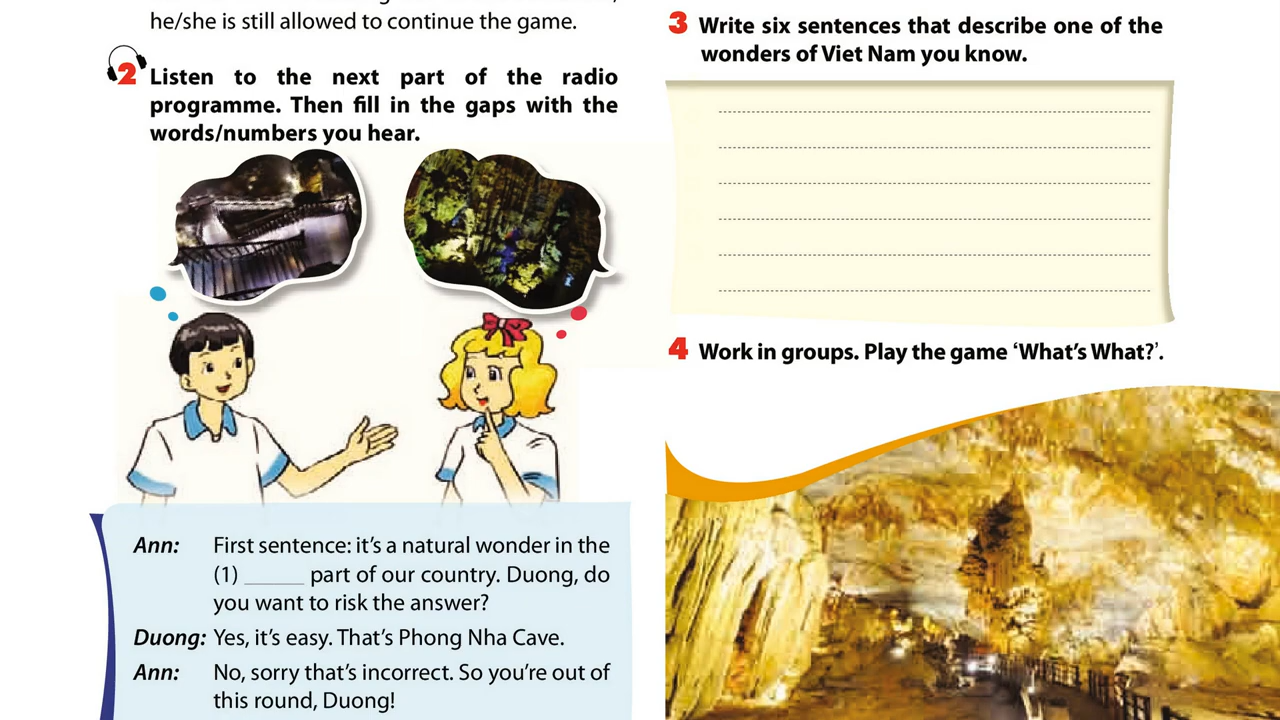 he/she is still allowed to continue the game.
2 Listen to the next part of the radio
programme. Then fill in the gaps with the
words/numbers you hear.
Ann: First sentence: it's a natural wonder in the
(1) ______ part of our country. Duong, do
you want to risk the answer?
Duong: Yes, it's easy. That's Phong Nha Cave.
Ann: No, sorry that's incorrect. So you're out of
this round, Duong!
3 Write six sentences that describe one of the
wonders of Viet Nam you know.
4 Work in groups. Play the game ‘What's What?’.